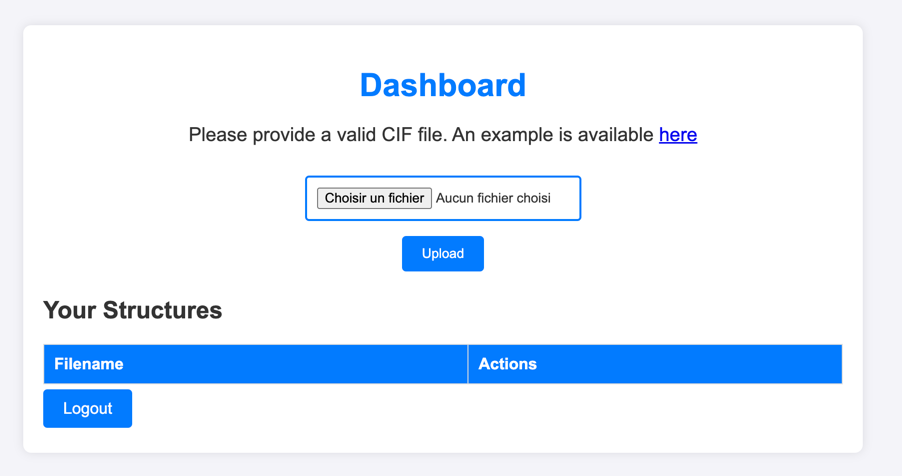 Dashboard
Please provide a valid CIF file. An example is available here
Choisir un fichier Aucun fichier choisi
Upload
Your Structures
Filename Actions
Logout